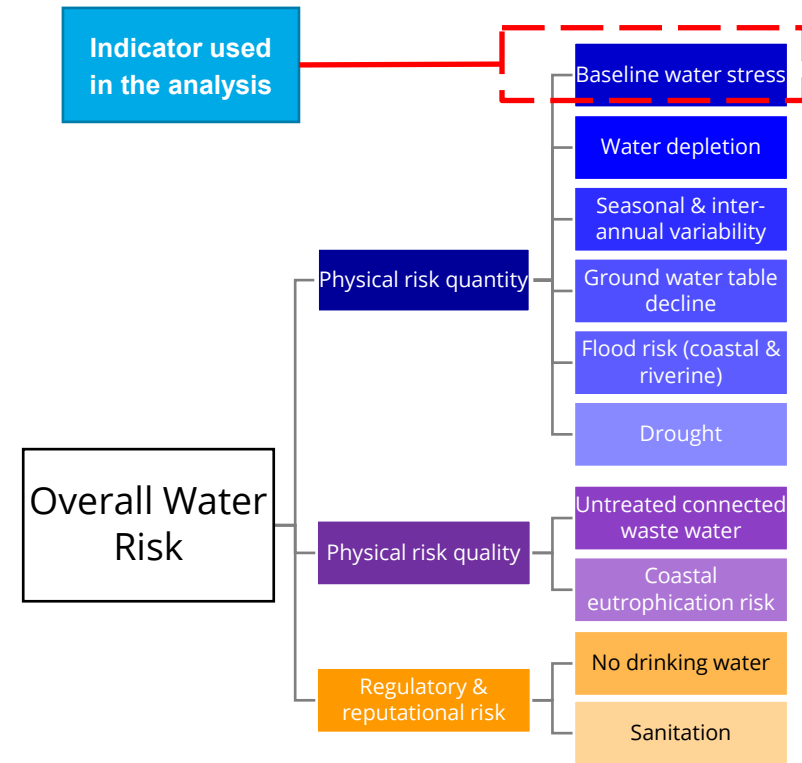 Indicator used
in the analysis
Baseline water stress
Water depletion
Seasonal & inter-
annual variability
Physical risk quantity
Ground water table
decline
Flood risk (coastal &
riverine)
Drought
Overall Water
Risk
Untreated connected
waste water
Physical risk quality
Coastal
eutrophication risk
No drinking water
Regulatory &
reputational risk
Sanitation